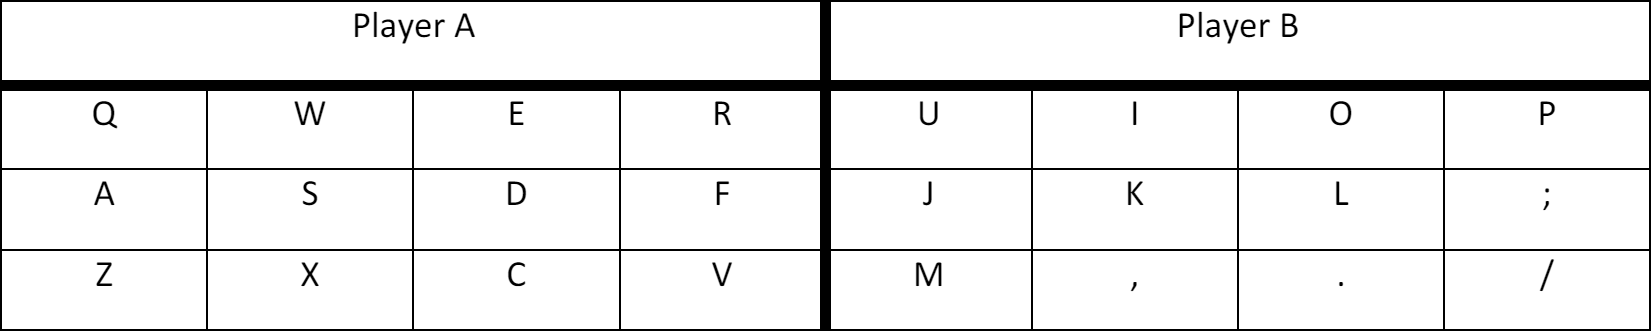 Player A Player B
Q W E R U I O P
A S D F J K L ;
Z X C V M , . /